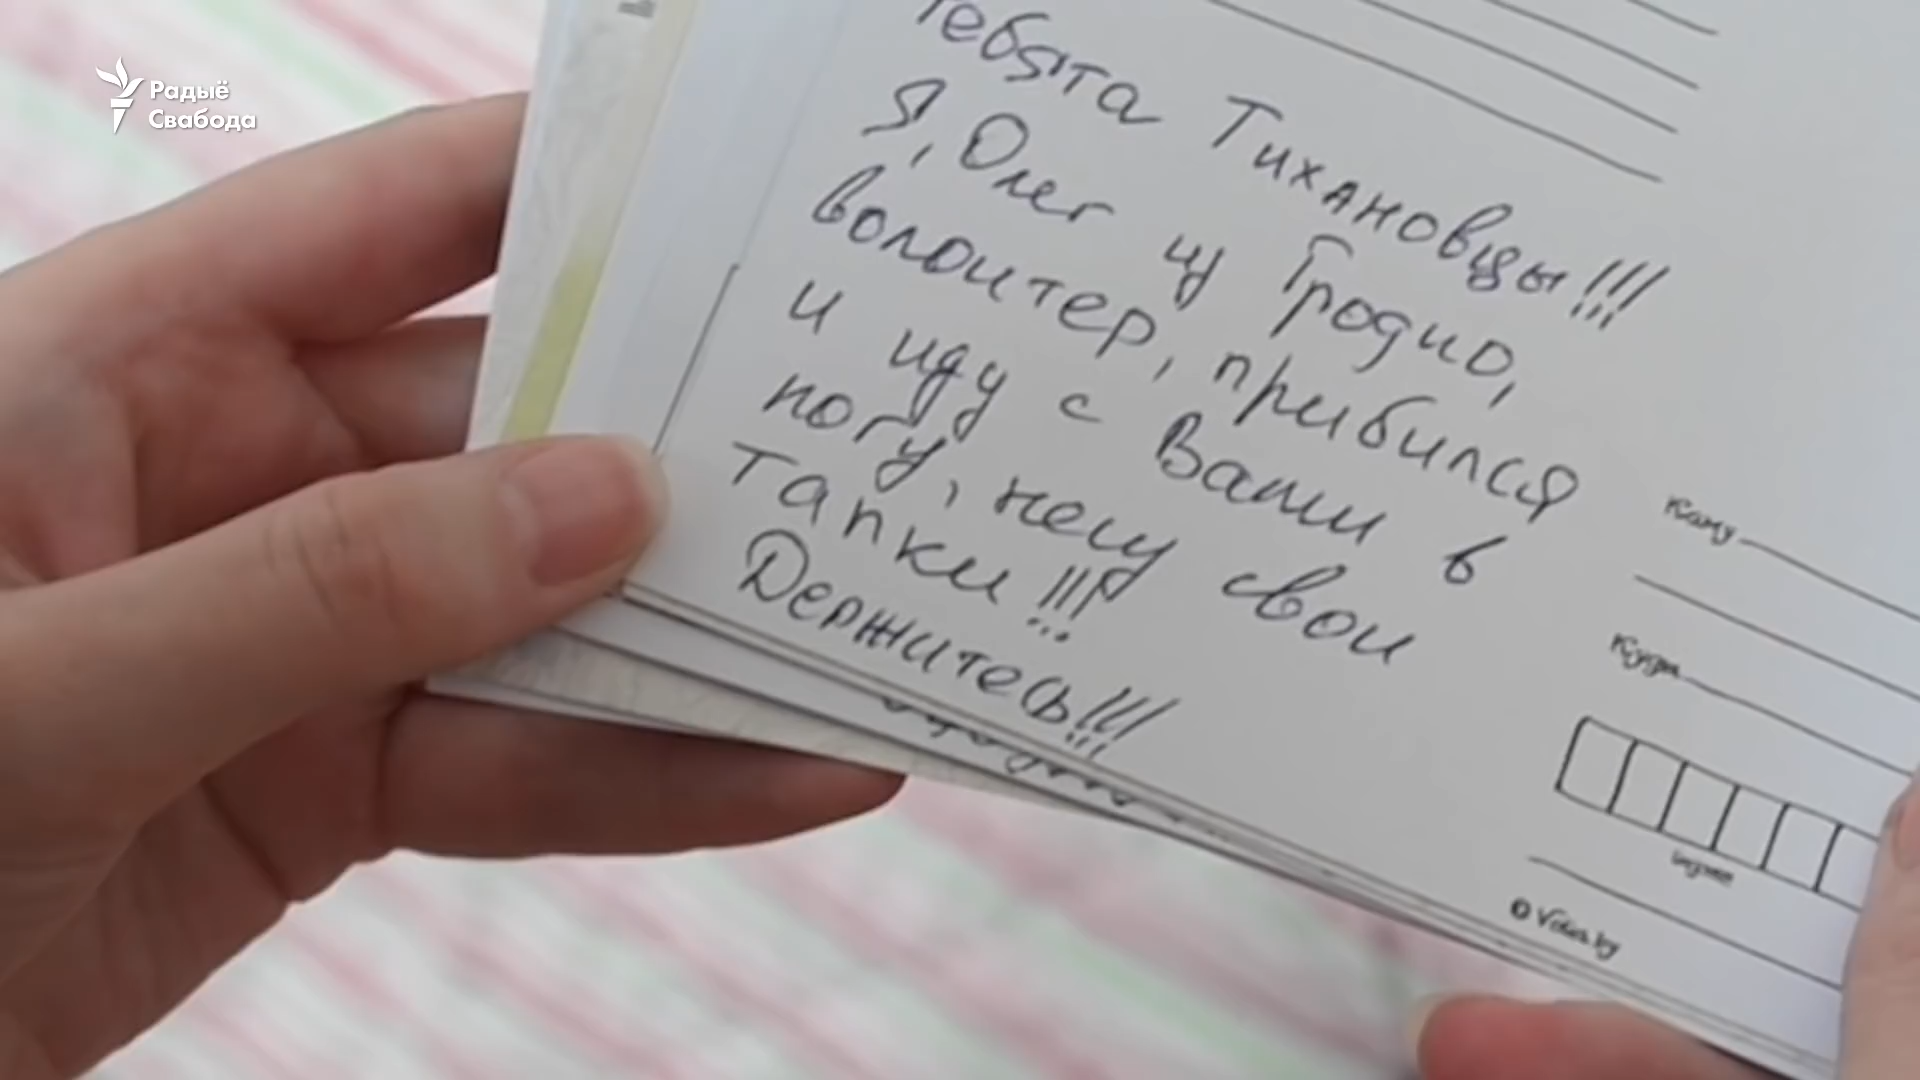 Радыё
Свабода
Ребята Тихановцы!!!
Я, Олег из Гродно,
волонтер, прибился
и иду с Вами в
ногу, несу свои
тапки!!!
Держитесь!!!
Кому
Куда